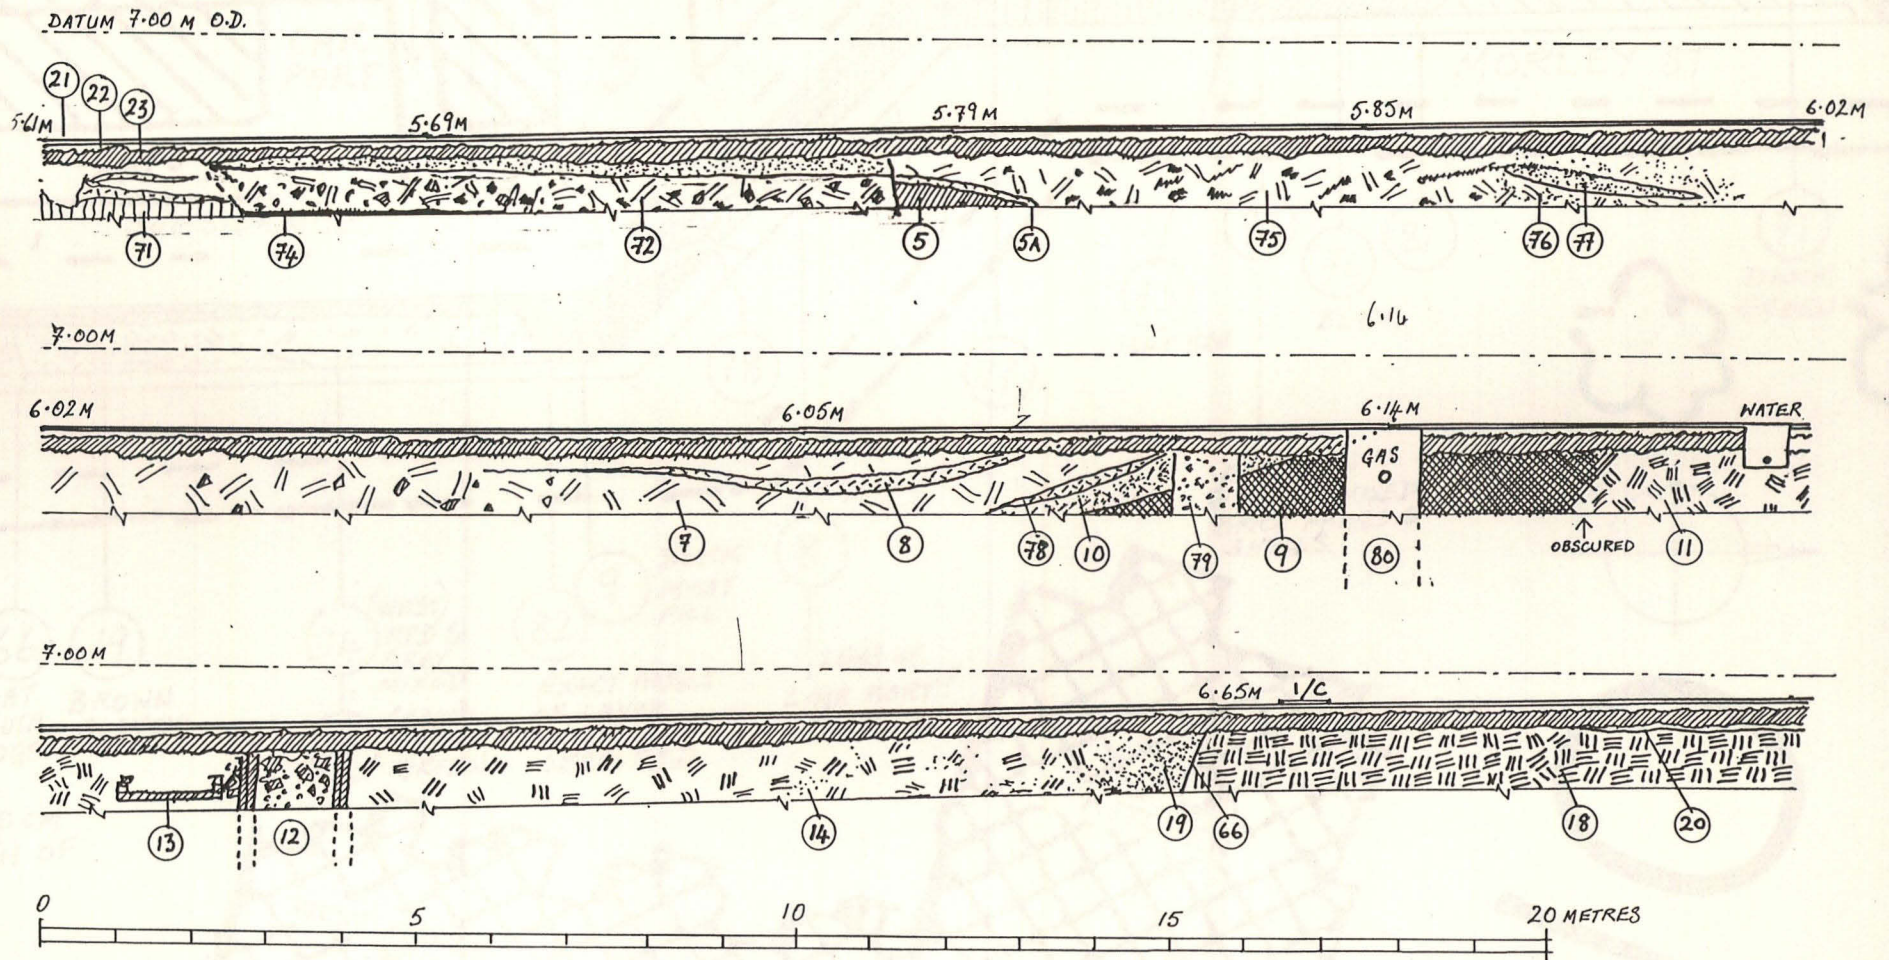 DATUM 7.00 M O.D.
21 22 23
5.61M 5.69M 5.79M 5.85M 6.02M
71 74 72 5 5A 75 76 77
6.14
7.00M
6.02M 6.05M 6.14M WATER
GAS
7 8 78 10 79 9 80 OBSCURED 11
7.00M
6.65M I/C
13 12 14 19 66 18 20
0 5 10 15 20 METRES